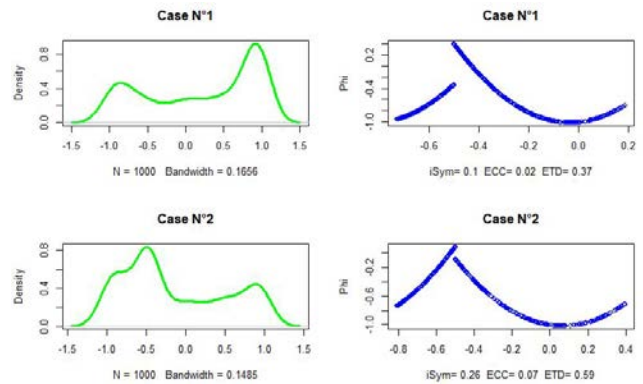 Case N°1
Case N°1
Density
0.8
0.4
0.0
-1.5 -1.0 -0.5 0.0 0.5 1.0 1.5
N = 1000 Bandwidth = 0.1656
Phi
0.2
-0.4
-1.0
-0.6 -0.4 -0.2 0.0 0.2
iSym= 0.1 ECC= 0.02 ETD= 0.37
Case N°2
Case N°2
Density
0.8
0.4
0.0
-1.5 -1.0 -0.5 0.0 0.5 1.0 1.5
N = 1000 Bandwidth = 0.1485
Phi
-0.2
-0.6
-1.0
-0.8 -0.6 -0.4 -0.2 0.0 0.2 0.4
iSym= 0.26 ECC= 0.07 ETD= 0.59